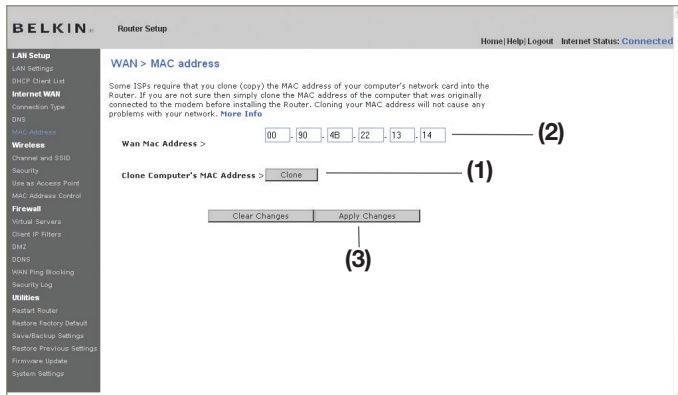 BELKIN®
Router Setup
Home|Help|Logout Internet Status: Connected
LAN Setup
LAN Settings
DHCP Client List
Internet WAN
Connection Type
DNS
MAC Address
Wireless
Channel and SSID
Security
Use as Access Point
MAC Address Control
Firewall
Virtual Servers
Client IP Filters
DMZ
DDNS
WAN Ping Blocking
Security Log
Utilities
Restart Router
Restore Factory Default
Save/Backup Settings
Restore Previous Settings
Firmware Update
System Settings
WAN > MAC address
Some ISPs require that you clone (copy) the MAC address of your computer's network card into the
Router. If you are not sure then simply clone the MAC address of the computer that was originally
connected to the modem before installing the Router. Cloning your MAC address will not cause any
problems with your network. More Info
Wan Mac Address > 00 - 90 - 4B - 22 - 13 - 14 (2)
Clone Computer's MAC Address > Clone (1)
Clear Changes Apply Changes
(3)